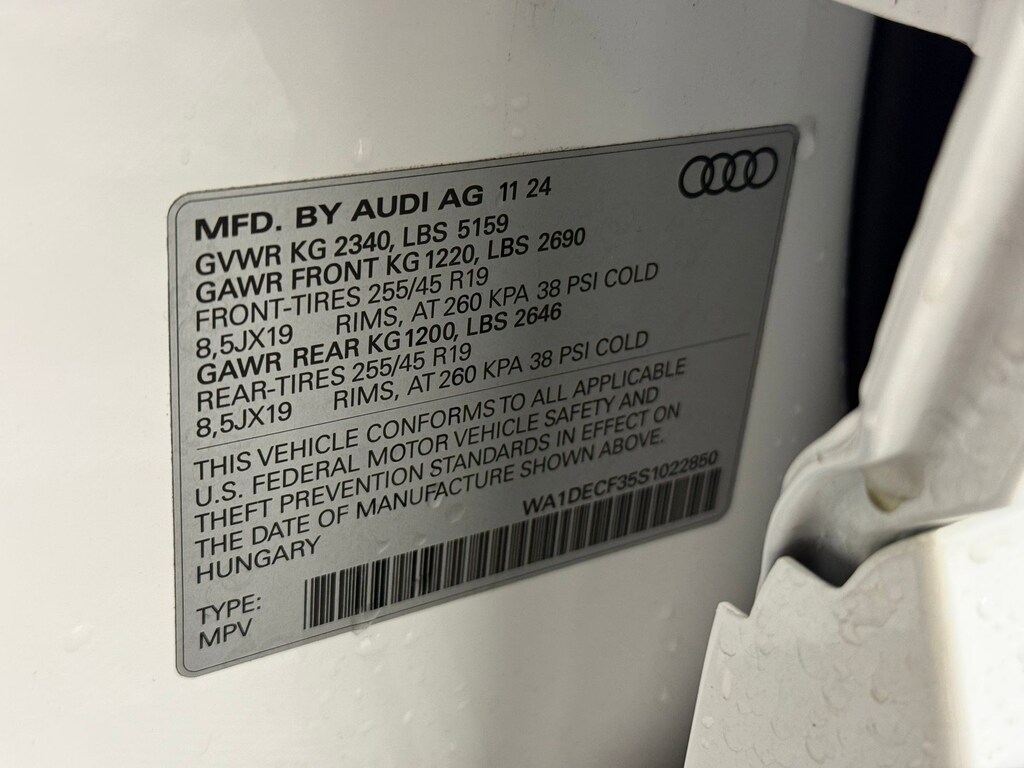 MFD. BY AUDI AG 11 24
GVWR KG 2340, LBS 5159
GAWR FRONT KG 1220, LBS 2690
FRONT-TIRES 255/45 R19
8,5JX19 RIMS, AT 260 KPA 38 PSI COLD
GAWR REAR KG 1200, LBS 2646
REAR-TIRES 255/45 R19
8,5JX19 RIMS, AT 260 KPA 38 PSI COLD
THIS VEHICLE CONFORMS TO ALL APPLICABLE
U.S. FEDERAL MOTOR VEHICLE SAFETY AND
THEFT PREVENTION STANDARDS IN EFFECT ON
THE DATE OF MANUFACTURE SHOWN ABOVE.
HUNGARY
WA1DECF35S1022850
TYPE:
MPV